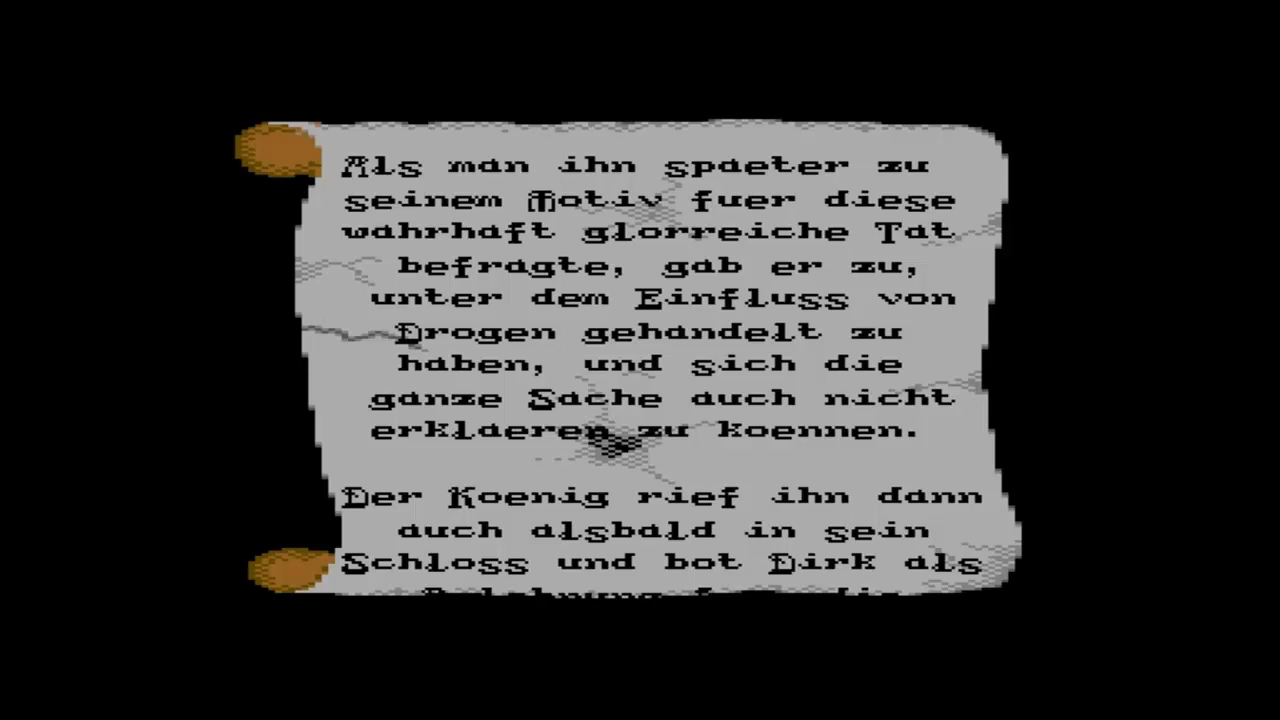 Als man ihn spaeter zu
seinem Motiv fuer diese
wahrhaft glorreiche Tat
befragte, gab er zu,
unter dem Einfluss von
Drogen gehandelt zu
haben, und sich die
ganze Sache auch nicht
erklaeren zu koennen.
Der Koenig rief ihn dann
auch alsbald in sein
Schloss und bot Dirk als